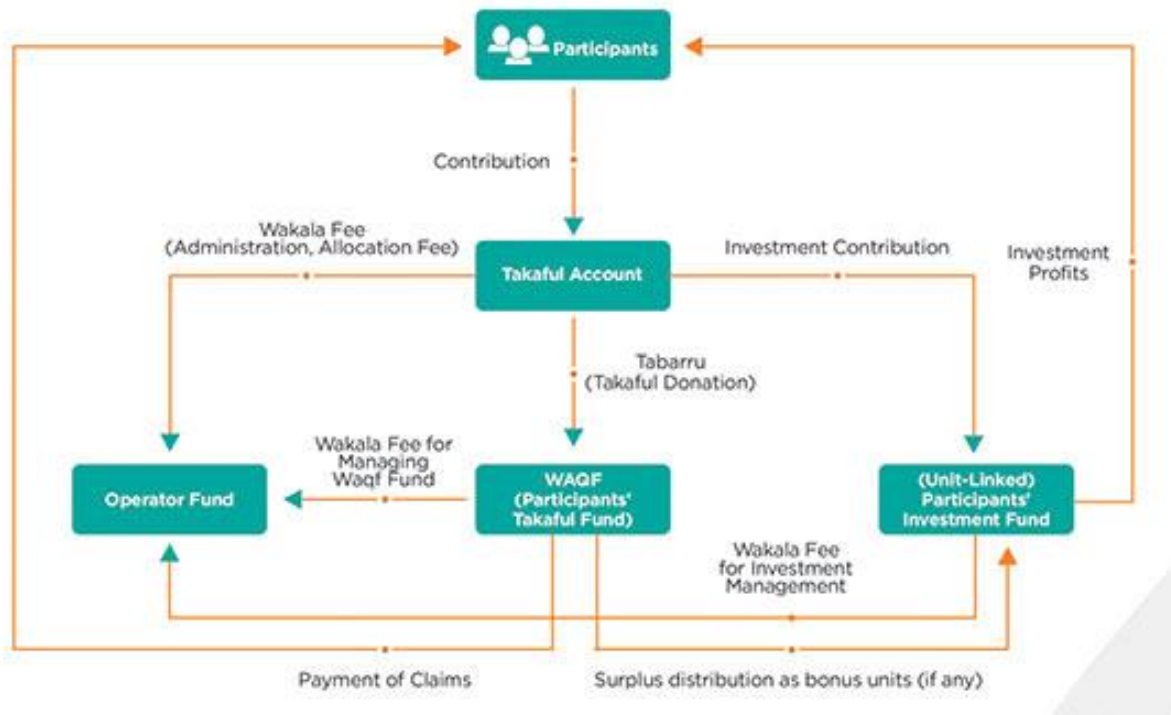 Participants
Contribution
Wakala Fee
(Administration, Allocation Fee)
Investment Contribution
Investment
Profits
Takaful Account
Tabarru
(Takaful Donation)
Wakala Fee for
Managing
Waqf Fund
Operator Fund
WAQF
(Participants'
Takaful Fund)
(Unit-Linked)
Participants'
Investment Fund
Wakala Fee
for Investment
Management
Payment of Claims
Surplus distribution as bonus units (if any)